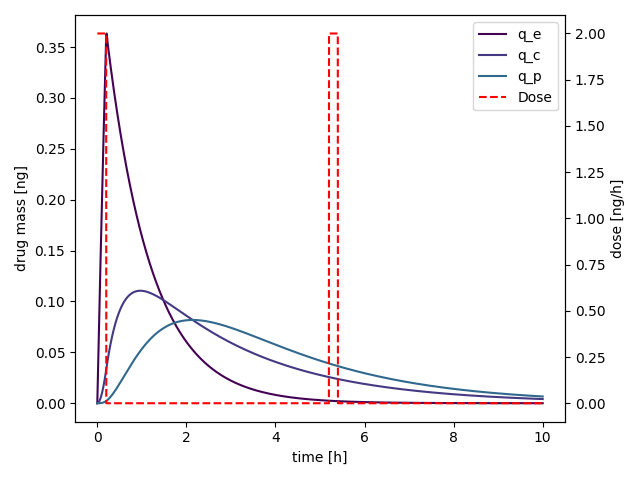 q_e
q_c
q_p
Dose
0.35
0.30
0.25
0.20
0.15
0.10
0.05
0.00
drug mass [ng]
2.00
1.75
1.50
1.25
1.00
0.75
0.50
0.25
0.00
dose [ng/h]
0 2 4 6 8 10
time [h]